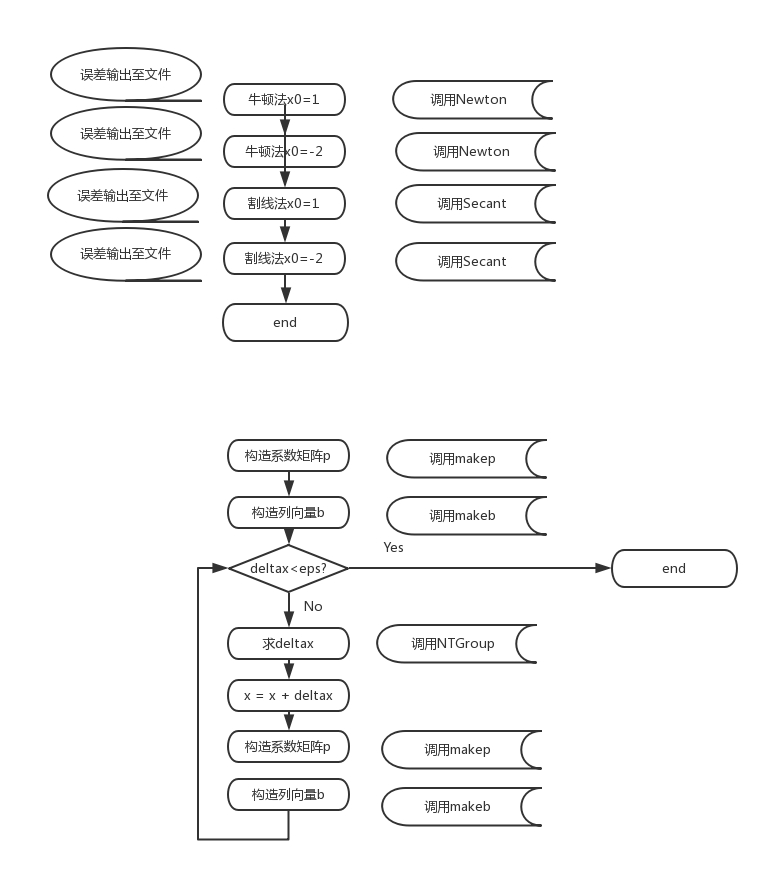 误差输出至文件
牛顿法x0=1
调用Newton
误差输出至文件
牛顿法x0=-2
调用Newton
误差输出至文件
割线法x0=1
调用Secant
误差输出至文件
割线法x0=-2
调用Secant
end
构造系数矩阵p
调用makep
构造列向量b
调用makeb
Yes
deltax<eps?
end
No
求deltax
调用NTGroup
x = x + deltax
构造系数矩阵p
调用makep
构造列向量b
调用makeb